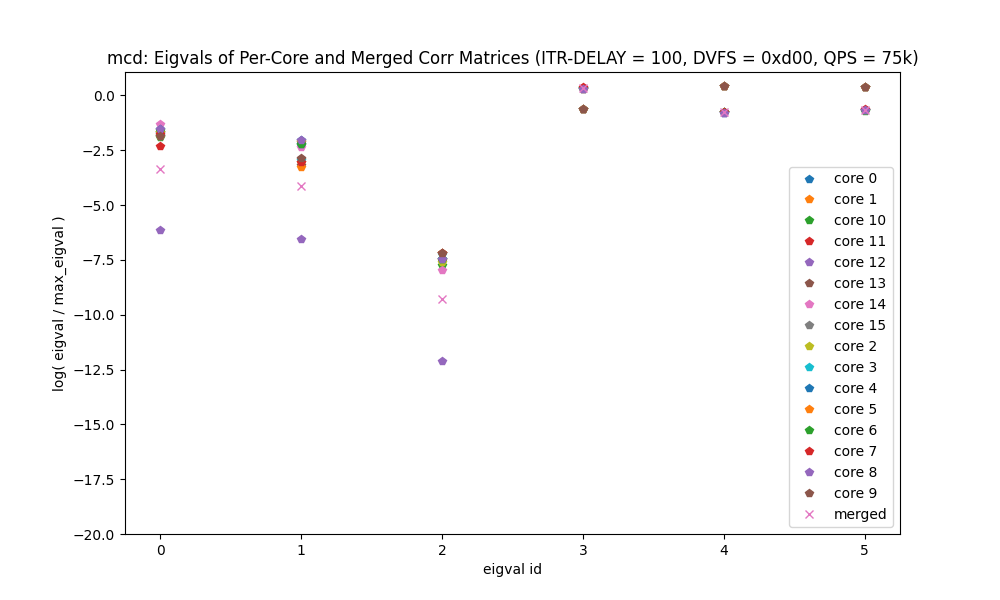 mcd: Eigvals of Per-Core and Merged Corr Matrices (ITR-DELAY = 100, DVFS = 0xd00, QPS = 75k)
log( eigval / max_eigval )
0.0
−2.5
−5.0
−7.5
−10.0
−12.5
−15.0
−17.5
−20.0
core 0
core 1
core 10
core 11
core 12
core 13
core 14
core 15
core 2
core 3
core 4
core 5
core 6
core 7
core 8
core 9
merged
0 1 2 3 4 5
eigval id